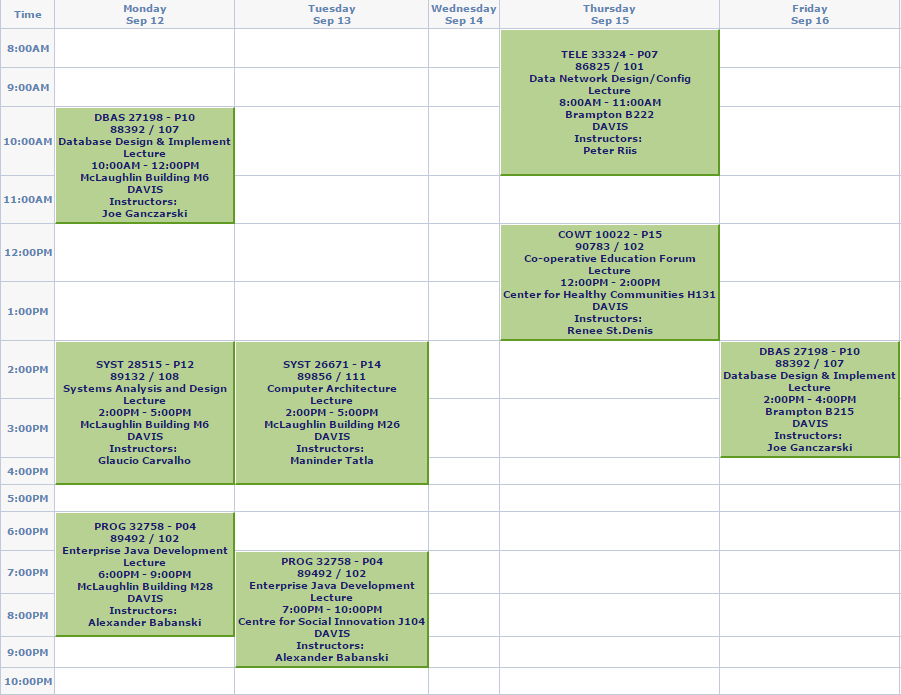 Time
Monday
Sep 12
Tuesday
Sep 13
Wednesday
Sep 14
Thursday
Sep 15
Friday
Sep 16
8:00AM
TELE 33324 - P07
86825 / 101
Data Network Design/Config
Lecture
8:00AM - 11:00AM
Brampton B222
DAVIS
Instructors:
Peter Riis
9:00AM
10:00AM
DBAS 27198 - P10
88392 / 107
Database Design & Implement
Lecture
10:00AM - 12:00PM
McLaughlin Building M6
DAVIS
Instructors:
Joe Ganczarski
11:00AM
12:00PM
COWT 10022 - P15
90783 / 102
Co-operative Education Forum
Lecture
12:00PM - 2:00PM
Center for Healthy Communities H131
DAVIS
Instructors:
Renee St.Denis
1:00PM
2:00PM
SYST 28515 - P12
89132 / 108
Systems Analysis and Design
Lecture
2:00PM - 5:00PM
McLaughlin Building M6
DAVIS
Instructors:
Glaucio Carvalho
SYST 26671 - P14
89856 / 111
Computer Architecture
Lecture
2:00PM - 5:00PM
McLaughlin Building M26
DAVIS
Instructors:
Maninder Tatla
DBAS 27198 - P10
88392 / 107
Database Design & Implement
Lecture
2:00PM - 4:00PM
Brampton B215
DAVIS
Instructors:
Joe Ganczarski
3:00PM
4:00PM
5:00PM
6:00PM
PROG 32758 - P04
89492 / 102
Enterprise Java Development
Lecture
6:00PM - 9:00PM
McLaughlin Building M28
DAVIS
Instructors:
Alexander Babanski
7:00PM
PROG 32758 - P04
89492 / 102
Enterprise Java Development
Lecture
7:00PM - 10:00PM
Centre for Social Innovation J104
DAVIS
Instructors:
Alexander Babanski
8:00PM
9:00PM
10:00PM